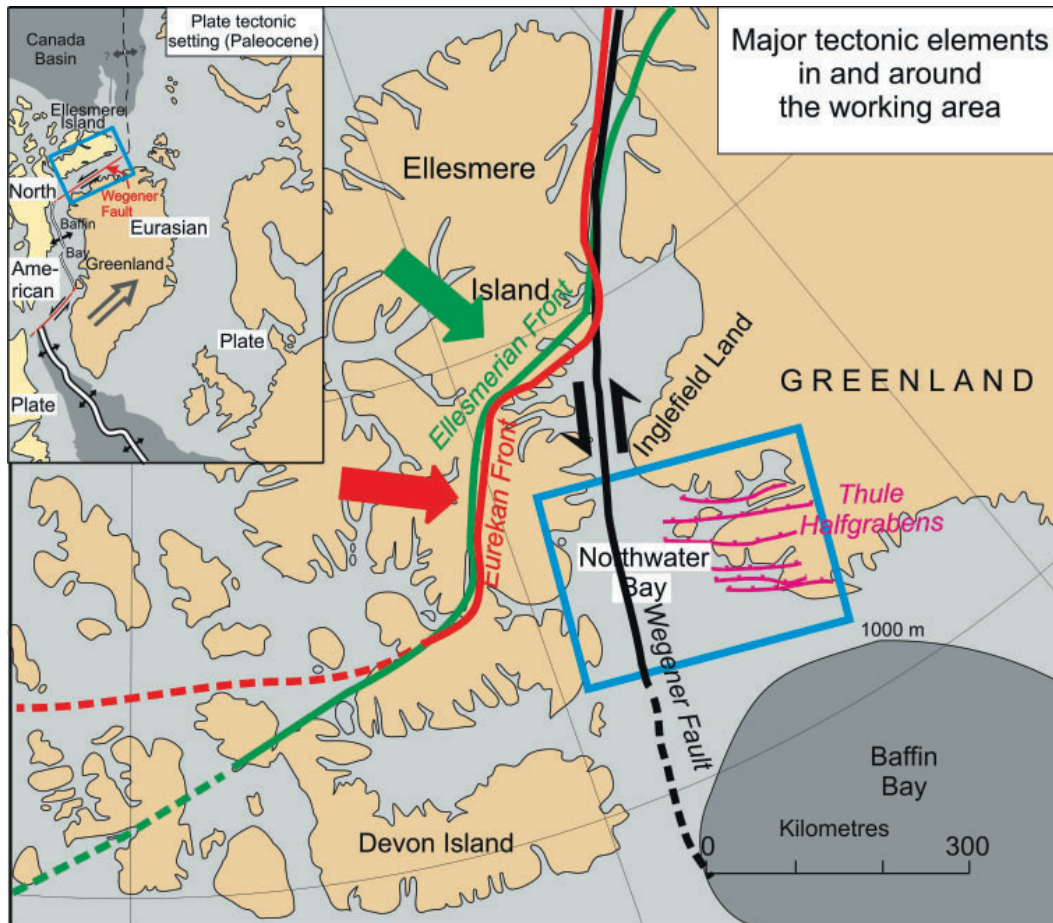 Plate tectonic
setting (Paleocene)
Canada
Basin
?
?
Ellesmere
Island
North
Wegener
Fault
Baffin
Bay
Eurasian
Greenland
Ame-
rican
Plate
Plate
Major tectonic elements
in and around
the working area
Ellesmere
Island
Ellesmerian Front
Eurekan Front
Inglefield Land
GREENLAND
Thule
Halfgrabens
Northwater
Bay
Wegener Fault
1000 m
Baffin
Bay
Devon Island
Kilometres
0
300